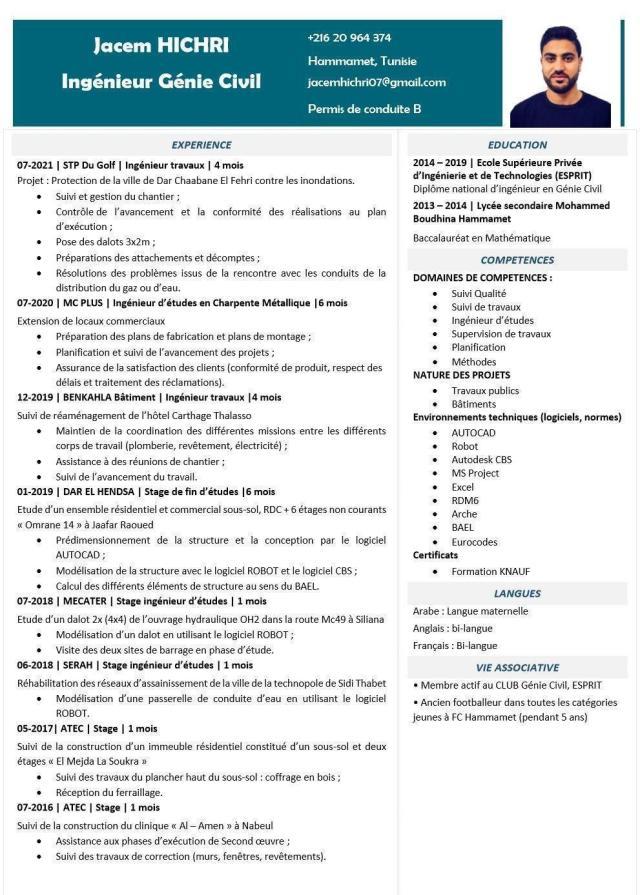 Jacem HICHRI
Ingénieur Génie Civil
+216 20 964 374
Hammamet, Tunisie
jacemhichri07@gmail.com
Permis de conduite B
EXPERIENCE
07-2021 | STP Du Golf | Ingénieur travaux | 4 mois
Projet : Protection de la ville de Dar Chaabane El Fehri contre les inondations.
• Suivi et gestion du chantier ;
• Contrôle de l'avancement et la conformité des réalisations au plan
d'exécution ;
• Pose des dalots 3x2m ;
• Préparations des attachements et décomptes ;
• Résolutions des problèmes issus de la rencontre avec les conduits de la
distribution du gaz ou d'eau.
07-2020 | MC PLUS | Ingénieur d'études en Charpente Métallique |6 mois
Extension de locaux commerciaux
• Préparation des plans de fabrication et plans de montage ;
• Planification et suivi de l'avancement des projets ;
• Assurance de la satisfaction des clients (conformité de produit, respect des
délais et traitement des réclamations).
12-2019 | BENKAHLA Bâtiment | Ingénieur travaux |4 mois
Suivi de réaménagement de l'hôtel Carthage Thalasso
• Maintien de la coordination des différentes missions entre les différents
corps de travail (plomberie, revêtement, électricité) ;
• Assistance à des réunions de chantier ;
• Suivi de l'avancement du travail.
01-2019 | DAR EL HENDSA | Stage de fin d'études |6 mois
Etude d'un ensemble résidentiel et commercial sous-sol, RDC + 6 étages non courants
« Omrane 14 » à Jaafar Raoued
• Prédimensionnement de la structure et la conception par le logiciel
AUTOCAD ;
• Modélisation de la structure avec le logiciel ROBOT et le logiciel CBS ;
• Calcul des différents éléments de structure au sens du BAEL.
07-2018 | MECATER | Stage ingénieur d'études | 1 mois
Etude d'un dalot 2x (4x4) de l'ouvrage hydraulique OH2 dans la route Mc49 à Siliana
• Modélisation d'un dalot en utilisant le logiciel ROBOT ;
• Visite des deux sites de barrage en phase d'étude.
06-2018 | SERAH | Stage ingénieur d'études | 1 mois
Réhabilitation des réseaux d'assainissement de la ville de la technopole de Sidi Thabet
• Modélisation d'une passerelle de conduite d'eau en utilisant le logiciel
ROBOT.
05-2017| ATEC | Stage | 1 mois
Suivi de la construction d'un immeuble résidentiel constitué d'un sous-sol et deux
étages « El Mejda La Soukra »
• Suivi des travaux du plancher haut du sous-sol : coffrage en bois ;
• Réception du ferraillage.
07-2016 | ATEC | Stage | 1 mois
Suivi de la construction du clinique « Al – Amen » à Nabeul
• Assistance aux phases d'exécution de Second œuvre ;
• Suivi des travaux de correction (murs, fenêtres, revêtements).
EDUCATION
2014 – 2019 | Ecole Supérieure Privée
d'Ingénierie et de Technologies (ESPRIT)
Diplôme national d'ingénieur en Génie Civil
2013 – 2014 | Lycée secondaire Mohammed
Boudhina Hammamet
Baccalauréat en Mathématique
COMPETENCES
DOMAINES DE COMPETENCES :
• Suivi Qualité
• Suivi de travaux
• Ingénieur d'études
• Supervision de travaux
• Planification
• Méthodes
NATURE DES PROJETS
• Travaux publics
• Bâtiments
Environnements techniques (logiciels, normes)
• AUTOCAD
• Robot
• Autodesk CBS
• MS Project
• Excel
• RDM6
• Arche
• BAEL
• Eurocodes
Certificats
• Formation KNAUF
LANGUES
Arabe : Langue maternelle
Anglais : bi-langue
Français : Bi-langue
VIE ASSOCIATIVE
• Membre actif au CLUB Génie Civil, ESPRIT
• Ancien footballeur dans toutes les catégories
jeunes à FC Hammamet (pendant 5 ans)